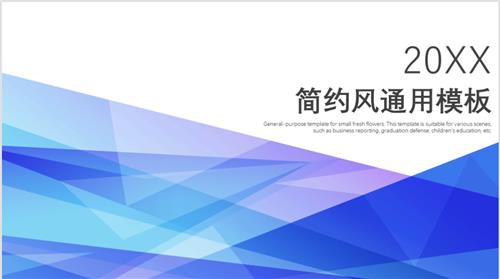 20XX
简约风通用模板
General-purpose template for small fresh flowers. This template is suitable for various scenes,
such as business reporting, graduation defense, children's education, etc.